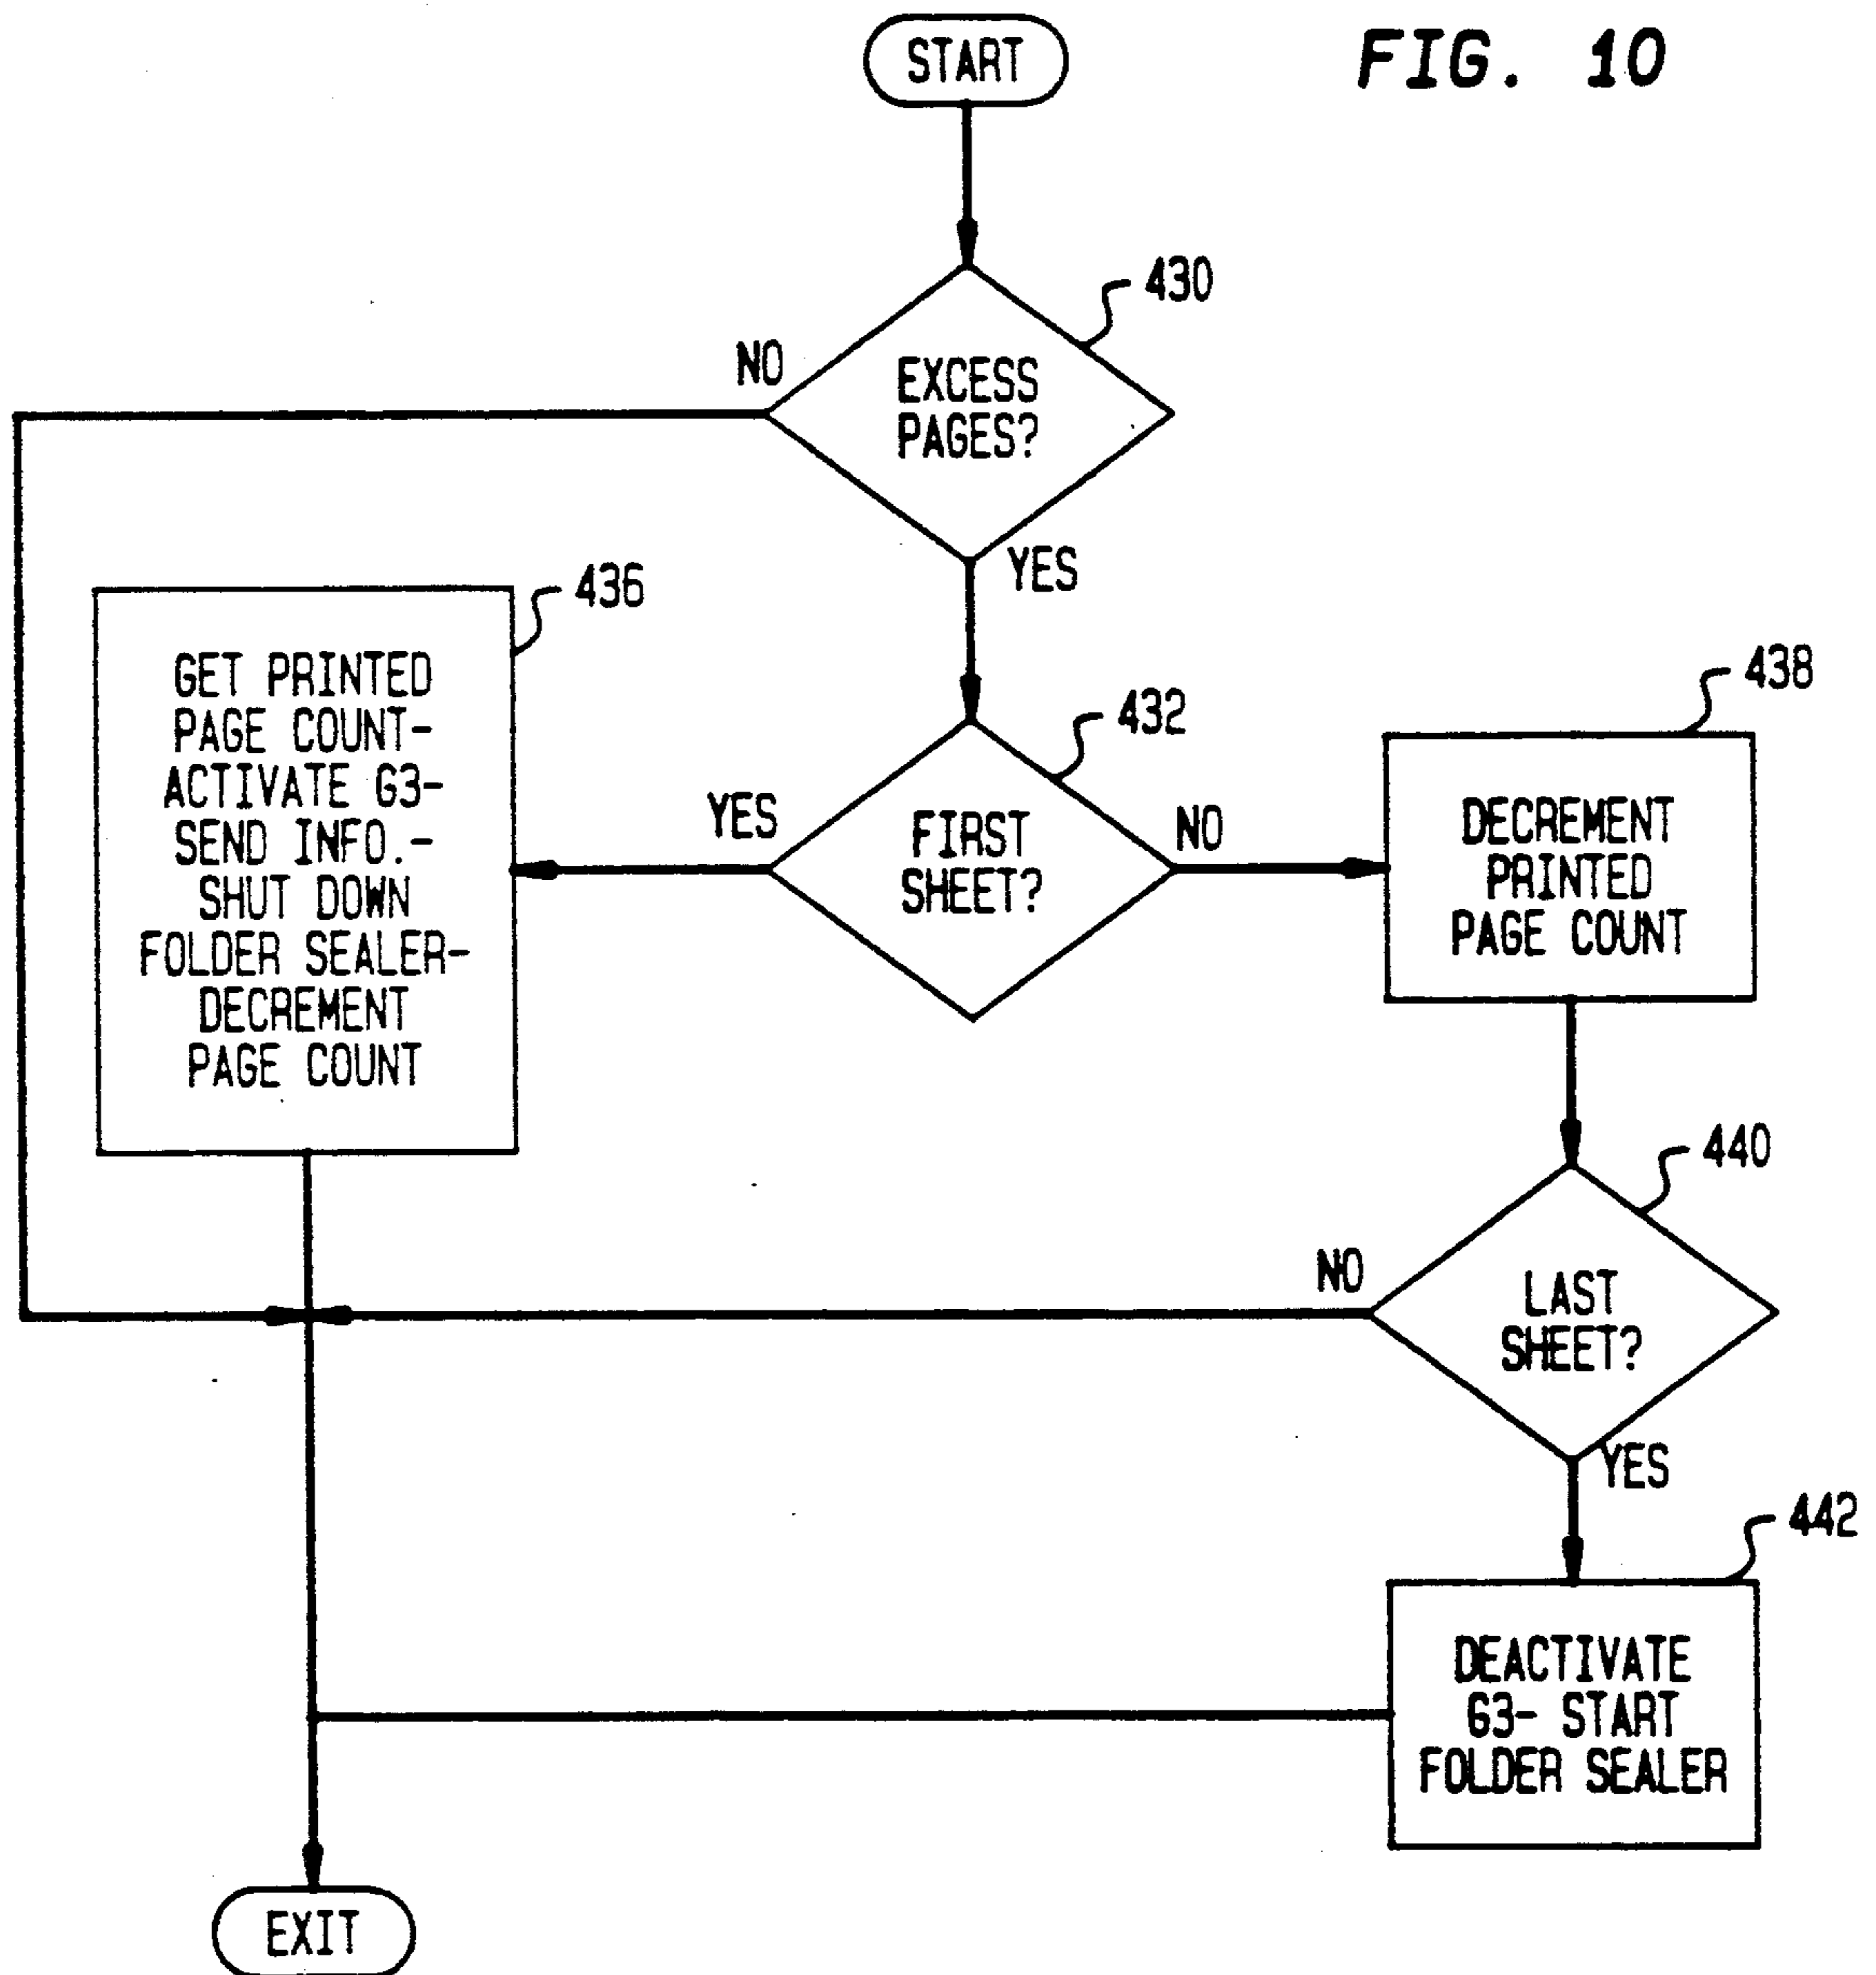 FIG. 10
START
430
NO
EXCESS
PAGES?
YES
436
GET PRINTED
PAGE COUNT-
ACTIVATE G3-
SEND INFO.-
SHUT DOWN
FOLDER SEALER-
DECREMENT
PAGE COUNT
432
YES
FIRST
SHEET?
NO
438
DECREMENT
PRINTED
PAGE COUNT
440
NO
LAST
SHEET?
YES
442
DEACTIVATE
G3- START
FOLDER SEALER
EXIT